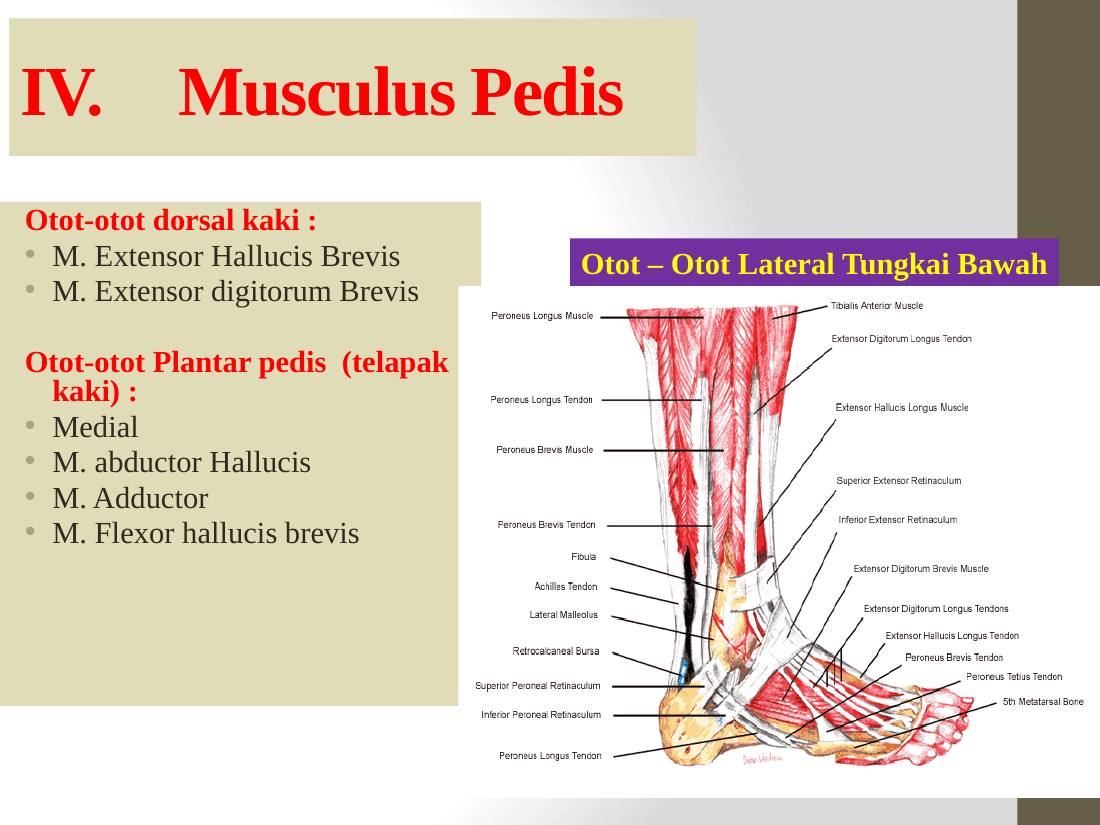 IV. Musculus Pedis
Otot-otot dorsal kaki :
• M. Extensor Hallucis Brevis
• M. Extensor digitorum Brevis
Otot-otot Plantar pedis (telapak
kaki) :
• Medial
• M. abductor Hallucis
• M. Adductor
• M. Flexor hallucis brevis
Otot – Otot Lateral Tungkai Bawah
Peroneus Longus Muscle
Peroneus Longus Tendon
Peroneus Brevis Muscle
Peroneus Brevis Tendon
Fibula
Achilles Tendon
Lateral Malleolus
Retrocalcaneal Bursa
Superior Peroneal Retinaculum
Inferior Peroneal Retinaculum
Peroneus Longus Tendon
Tibialis Anterior Muscle
Extensor Digitorum Longus Tendon
Extensor Hallucis Longus Muscle
Superior Extensor Retinaculum
Inferior Extensor Retinaculum
Extensor Digitorum Brevis Muscle
Extensor Digitorum Longus Tendons
Extensor Hallucis Longus Tendon
Peroneus Brevis Tendon
Peroneus Tetius Tendon
5th Metatarsal Bone